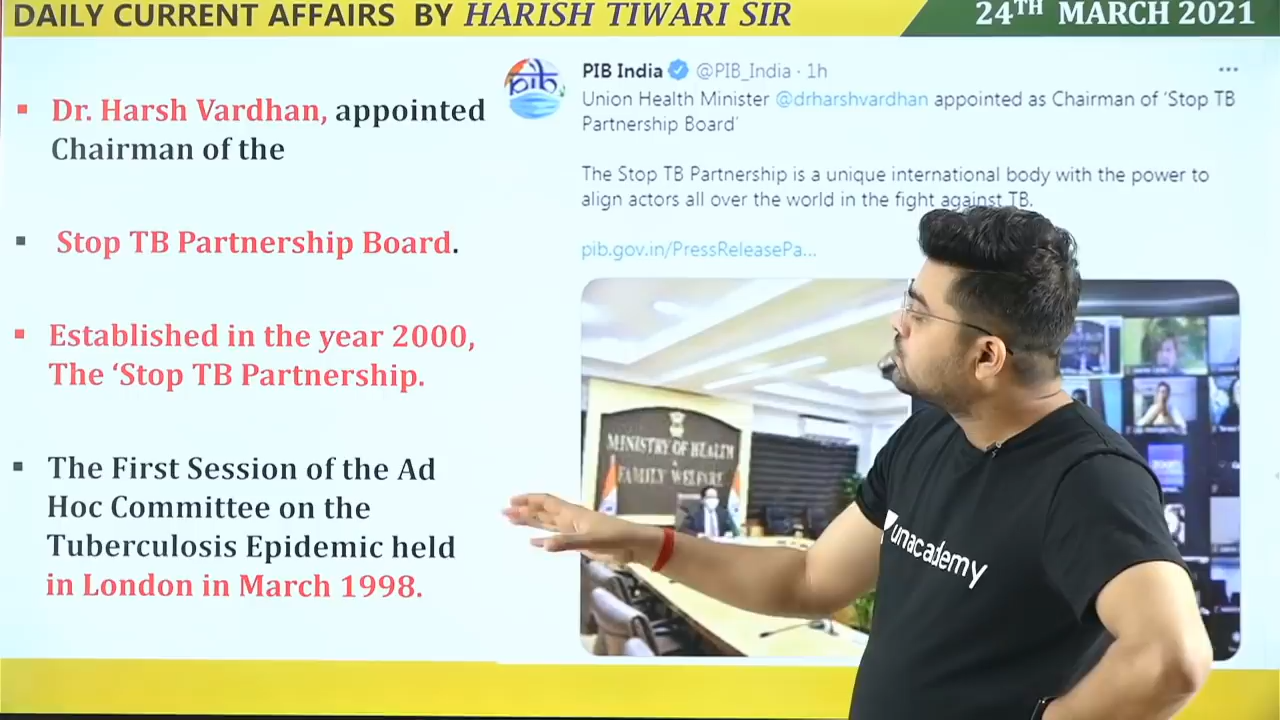 DAILY CURRENT AFFAIRS BY HARISH TIWARI SIR
24TH MARCH 2021
▪ Dr. Harsh Vardhan, appointed
Chairman of the
▪ Stop TB Partnership Board.
▪ Established in the year 2000,
The ‘Stop TB Partnership.
▪ The First Session of the Ad
Hoc Committee on the
Tuberculosis Epidemic held
in London in March 1998.
pib
PIB India @PIB_India · 1h
Union Health Minister @drharshvardhan appointed as Chairman of ‘Stop TB
Partnership Board’
The Stop TB Partnership is a unique international body with the power to
align actors all over the world in the fight against TB.
pib.gov.in/PressReleasePa...
MINISTRY OF HEALTH
FAMILY WELFARE
unacademy